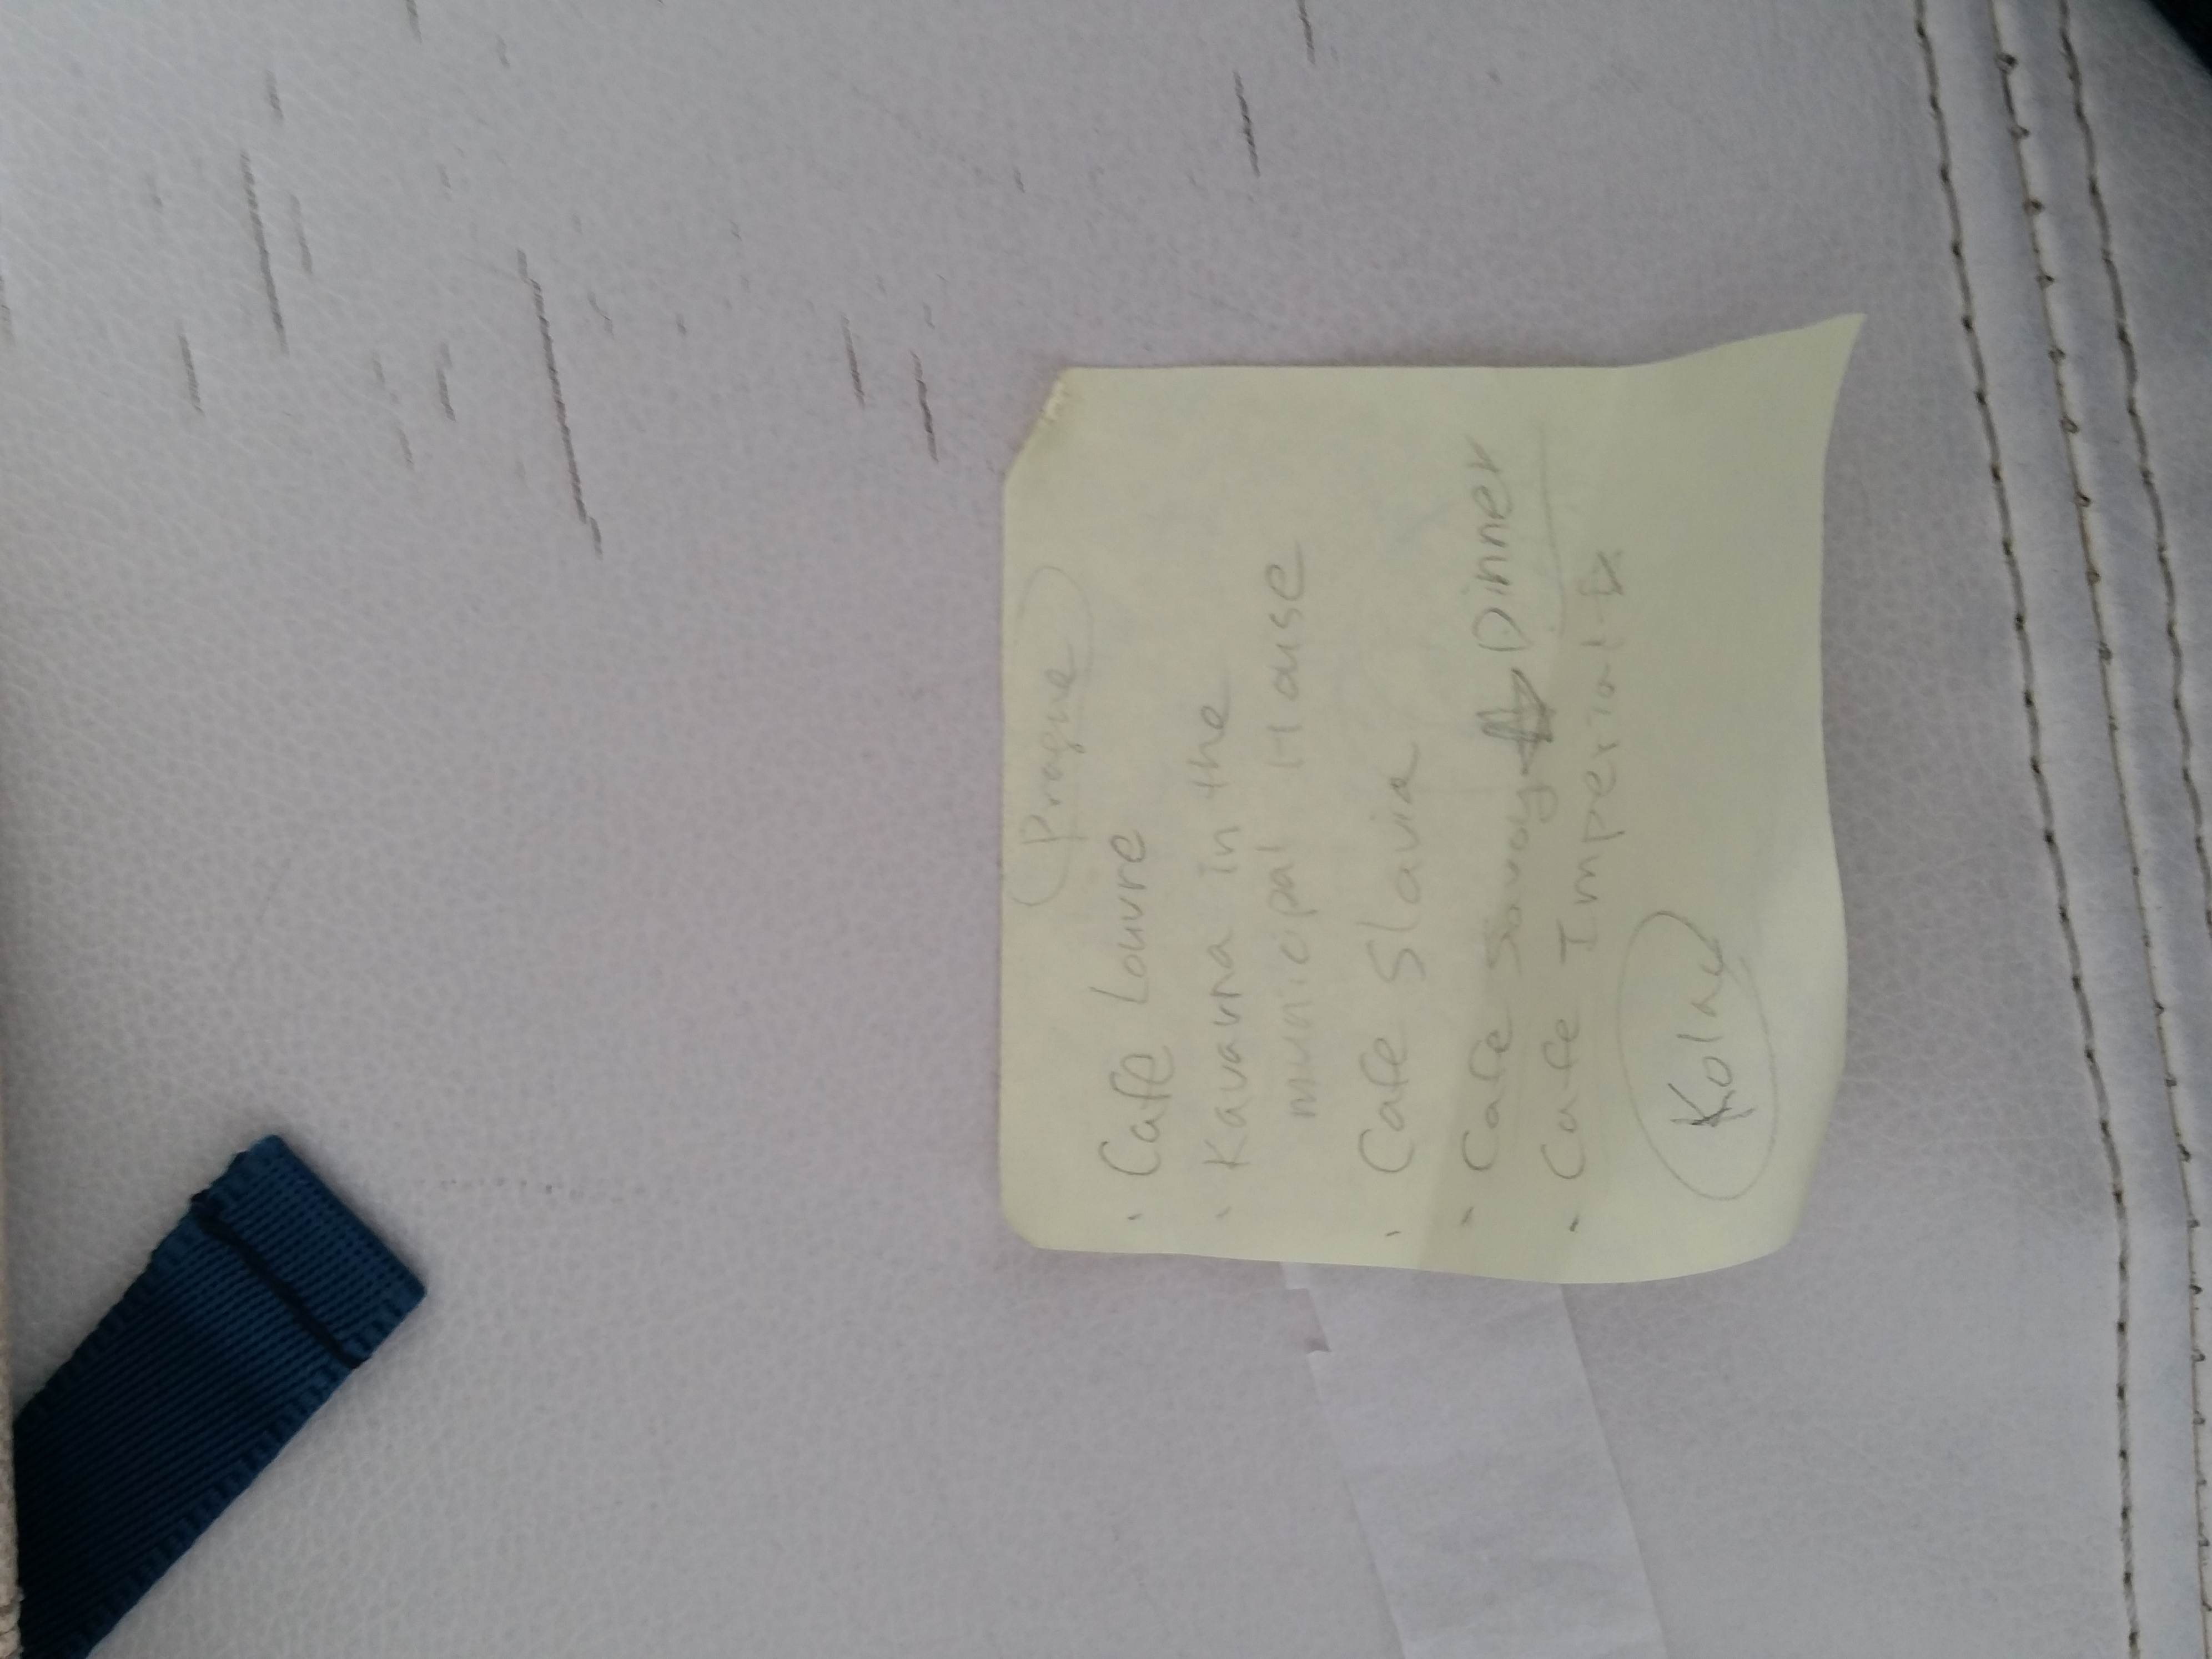 Prague
· Cafe Louvre
· Kavarna in the
municipal House
· Cafe Slavia
· Cafe Savoy Dinner
· Cafe Imperial D
Kolac